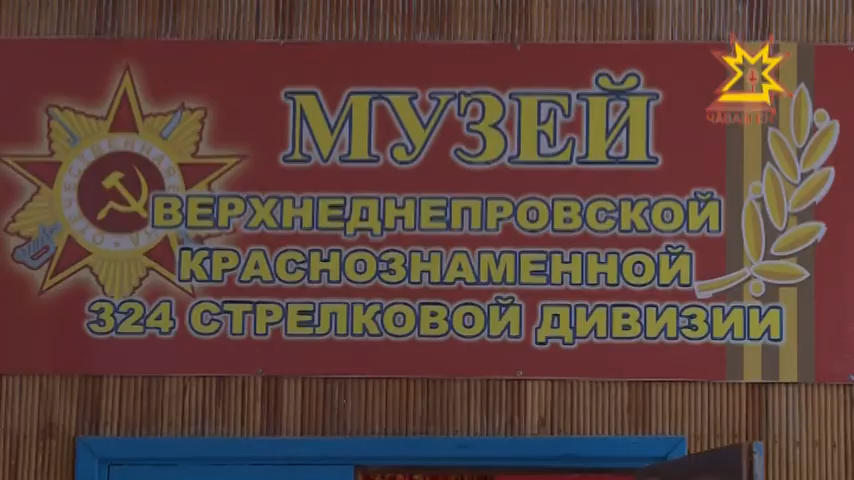 МУЗЕЙ
ВЕРХНЕДНЕПРОВСКОЙ
КРАСНОЗНАМЕННОЙ
324 СТРЕЛКОВОЙ ДИВИЗИИ